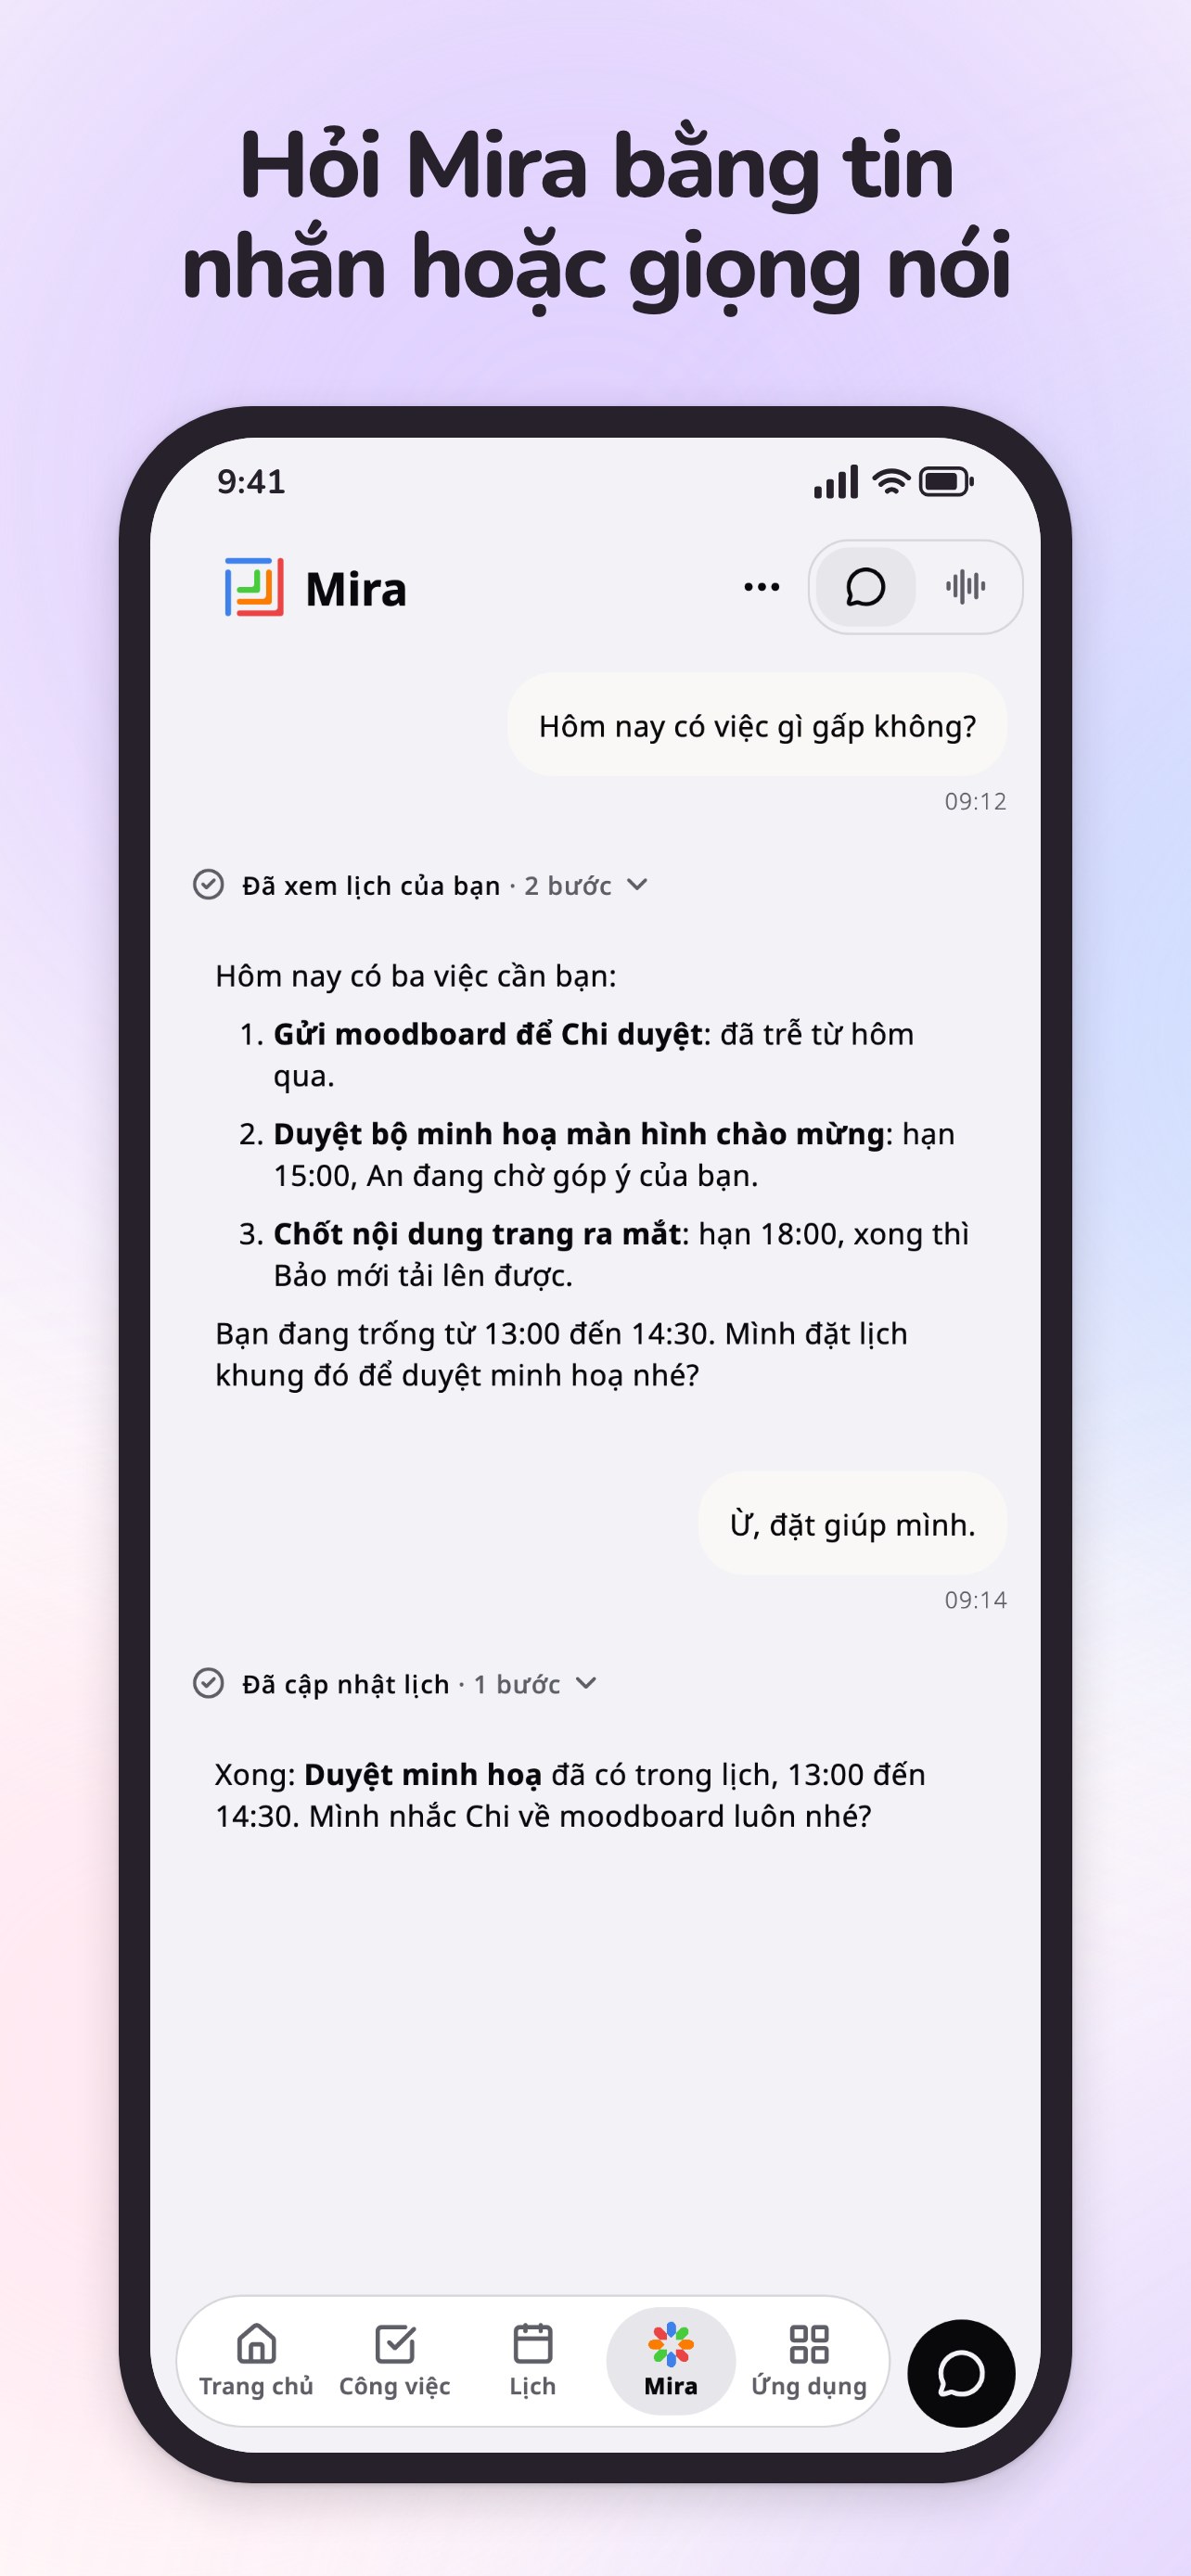 Hỏi Mira bằng tin
nhắn hoặc giọng nói
9:41
Mira
Hôm nay có việc gì gấp không?
09:12
Đã xem lịch của bạn · 2 bước
Hôm nay có ba việc cần bạn:
1. Gửi moodboard để Chi duyệt: đã trễ từ hôm
qua.
2. Duyệt bộ minh hoạ màn hình chào mừng: hạn
15:00, An đang chờ góp ý của bạn.
3. Chốt nội dung trang ra mắt: hạn 18:00, xong thì
Bảo mới tải lên được.
Bạn đang trống từ 13:00 đến 14:30. Mình đặt lịch
khung đó để duyệt minh hoạ nhé?
Ừ, đặt giúp mình.
09:14
Đã cập nhật lịch · 1 bước
Xong: Duyệt minh hoạ đã có trong lịch, 13:00 đến
14:30. Mình nhắc Chi về moodboard luôn nhé?
Trang chủ Công việc Lịch Mira Ứng dụng